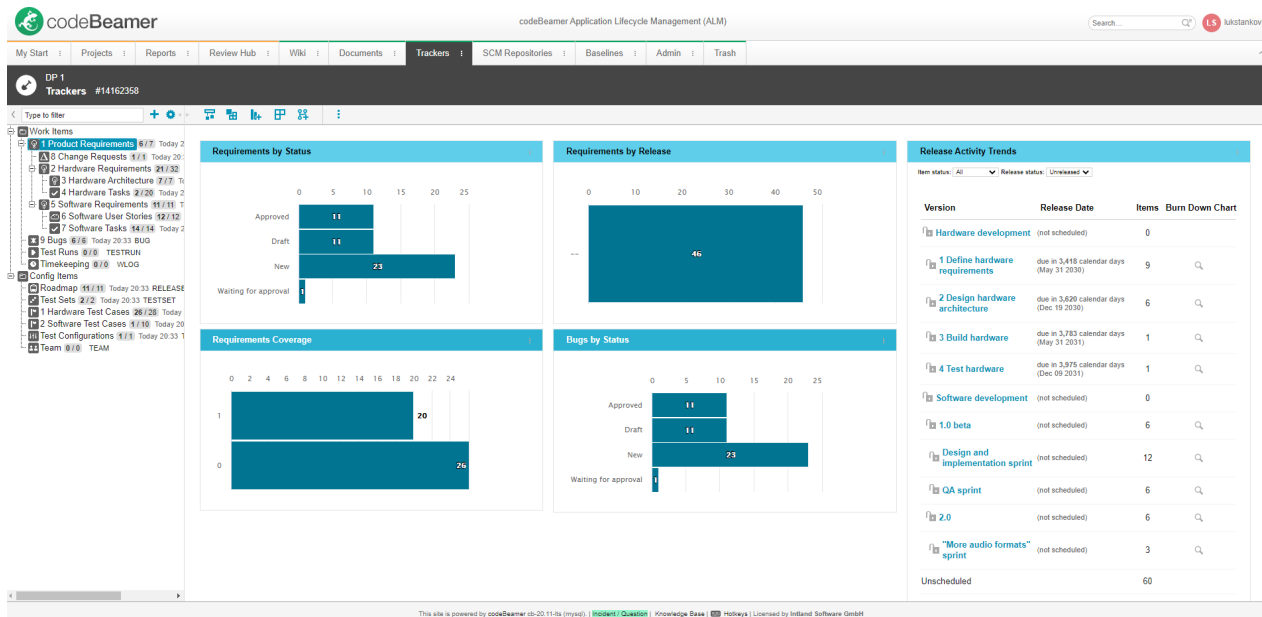 codeBeamer
codeBeamer Application Lifecycle Management (ALM)
Search...
LS lukstankov
My Start Projects Reports Review Hub Wiki Documents Trackers SCM Repositories Baselines Admin Trash
DP 1
Trackers #14162358
Type to filter
Work Items
1 Product Requirements 6 / 7 Today 2
8 Change Requests 1 / 1 Today 20:
2 Hardware Requirements 21 / 32
3 Hardware Architecture 7 / 7 T
4 Hardware Tasks 2 / 20 Today 2
5 Software Requirements 11 / 11 T
6 Software User Stories 12 / 12
7 Software Tasks 14 / 14 Today 2
9 Bugs 6 / 6 Today 20:33 BUG
Test Runs 0 / 0 TESTRUN
Timekeeping 0 / 0 WLOG
Config Items
Roadmap 11 / 11 Today 20:33 RELEASE
Test Sets 2 / 2 Today 20:33 TESTSET
1 Hardware Test Cases 26 / 28 Today
2 Software Test Cases 1 / 10 Today 20
Test Configurations 1 / 1 Today 20:33 T
Team 0 / 0 TEAM
Requirements by Status
0 5 10 15 20 25
Approved 11
Draft 11
New 23
Waiting for approval 1
Requirements by Release
0 10 20 30 40 50
-- 46
Requirements Coverage
0 2 4 6 8 10 12 14 16 18 20 22 24
1 20
0 26
Bugs by Status
0 5 10 15 20 25
Approved 11
Draft 11
New 23
Waiting for approval 1
Release Activity Trends
Item status: All Release status: Unreleased
Version Release Date Items Burn Down Chart
Hardware development (not scheduled) 0
1 Define hardware requirements due in 3,418 calendar days (May 31 2030) 9
2 Design hardware architecture due in 3,620 calendar days (Dec 19 2030) 6
3 Build hardware due in 3,783 calendar days (May 31 2031) 1
4 Test hardware due in 3,975 calendar days (Dec 09 2031) 1
Software development (not scheduled) 0
1.0 beta (not scheduled) 6
Design and implementation sprint (not scheduled) 12
QA sprint (not scheduled) 6
2.0 (not scheduled) 6
"More audio formats" sprint (not scheduled) 3
Unscheduled 60
This site is powered by codeBeamer cb-20.11-lts (mysql). | Incident / Question | Knowledge Base | Hotkeys | Licensed by Intland Software GmbH